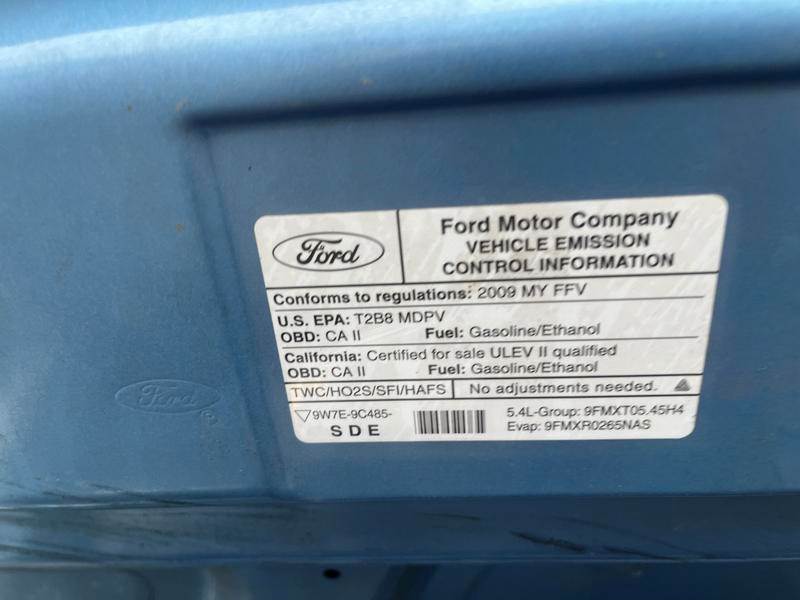 Ford
Ford Motor Company
VEHICLE EMISSION
CONTROL INFORMATION
Conforms to regulations: 2009 MY FFV
U.S. EPA: T2B8 MDPV
OBD: CA II Fuel: Gasoline/Ethanol
California: Certified for sale ULEV II qualified
OBD: CA II Fuel: Gasoline/Ethanol
TWC/HO2S/SFI/HAFS No adjustments needed.
9W7E-9C485-
SDE
5.4L-Group: 9FMXT05.45H4
Evap: 9FMXR0265NAS
Ford